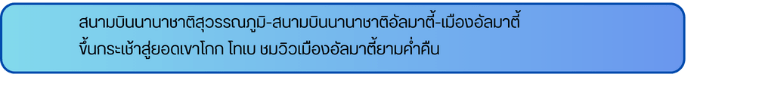 สนามบินนานาชาติสุวรรณภูมิ-สนามบินนานาชาติอัลมาตี้-เมืองอัลมาตี้
ขึ้นกระเช้าสู่ยอดเขาโกก โทเบ ชมวิวเมืองอัลมาตี้ยามค่ำคืน